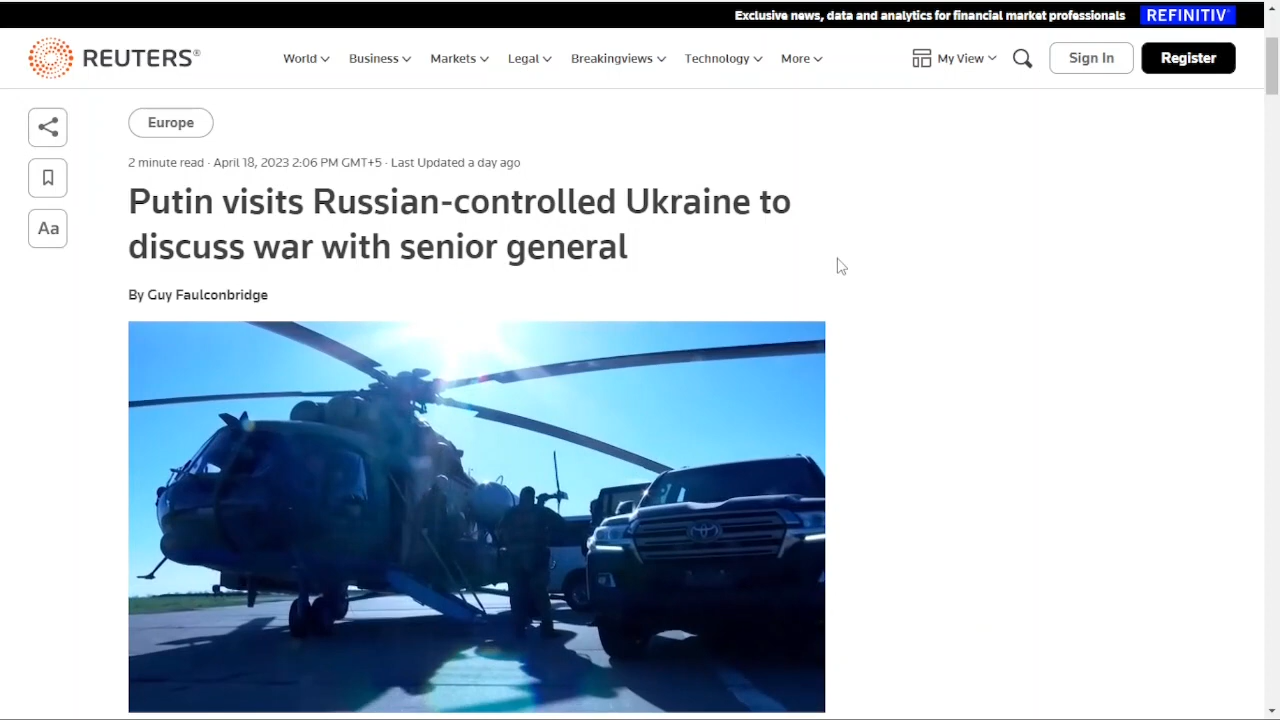 Exclusive news, data and analytics for financial market professionals REFINITIV
REUTERS®
World Business Markets Legal Breakingviews Technology More My View Sign In Register
Europe
2 minute read · April 18, 2023 2:06 PM GMT+5 · Last Updated a day ago
Aa
Putin visits Russian-controlled Ukraine to
discuss war with senior general
By Guy Faulconbridge